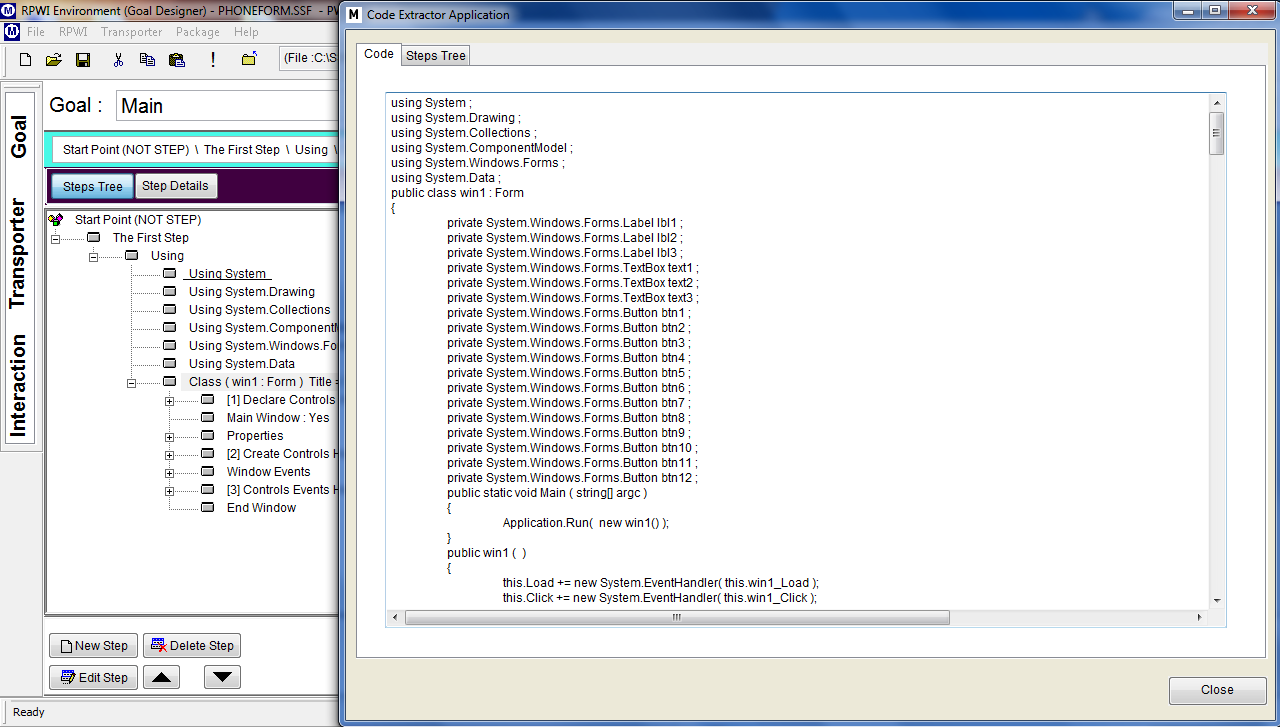 RPWI Environment (Goal Designer) - PHONEFORM.SSF - PW
File RPWI Transporter Package Help
(File :C:\S
Goal
Transporter
Interaction
Goal : Main
Start Point (NOT STEP) \ The First Step \ Using \
Steps Tree Step Details
Start Point (NOT STEP)
The First Step
Using
Using System
Using System.Drawing
Using System.Collections
Using System.Component
Using System.Windows.Fo
Using System.Data
Class ( win1 : Form ) Title =
[1] Declare Controls
Main Window : Yes
Properties
[2] Create Controls H
Window Events
[3] Controls Events H
End Window
New Step Delete Step
Edit Step
Ready
M Code Extractor Application
Code Steps Tree
using System ;
using System.Drawing ;
using System.Collections ;
using System.ComponentModel ;
using System.Windows.Forms ;
using System.Data ;
public class win1 : Form
{
private System.Windows.Forms.Label lbl1 ;
private System.Windows.Forms.Label lbl2 ;
private System.Windows.Forms.Label lbl3 ;
private System.Windows.Forms.TextBox text1 ;
private System.Windows.Forms.TextBox text2 ;
private System.Windows.Forms.TextBox text3 ;
private System.Windows.Forms.Button btn1 ;
private System.Windows.Forms.Button btn2 ;
private System.Windows.Forms.Button btn3 ;
private System.Windows.Forms.Button btn4 ;
private System.Windows.Forms.Button btn5 ;
private System.Windows.Forms.Button btn6 ;
private System.Windows.Forms.Button btn7 ;
private System.Windows.Forms.Button btn8 ;
private System.Windows.Forms.Button btn9 ;
private System.Windows.Forms.Button btn10 ;
private System.Windows.Forms.Button btn11 ;
private System.Windows.Forms.Button btn12 ;
public static void Main ( string[] argc )
{
Application.Run( new win1() );
}
public win1 ( )
{
this.Load += new System.EventHandler( this.win1_Load );
this.Click += new System.EventHandler( this.win1_Click );
Close